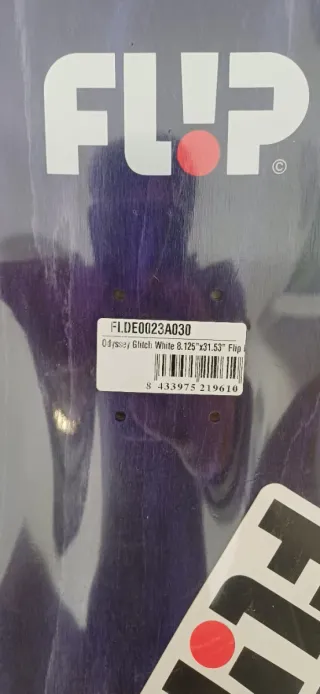 FL!P
©
FLDE0023A030
Odyssey Glitch White 8.125"x31.53" Flip
8 433975 219610
FL!P